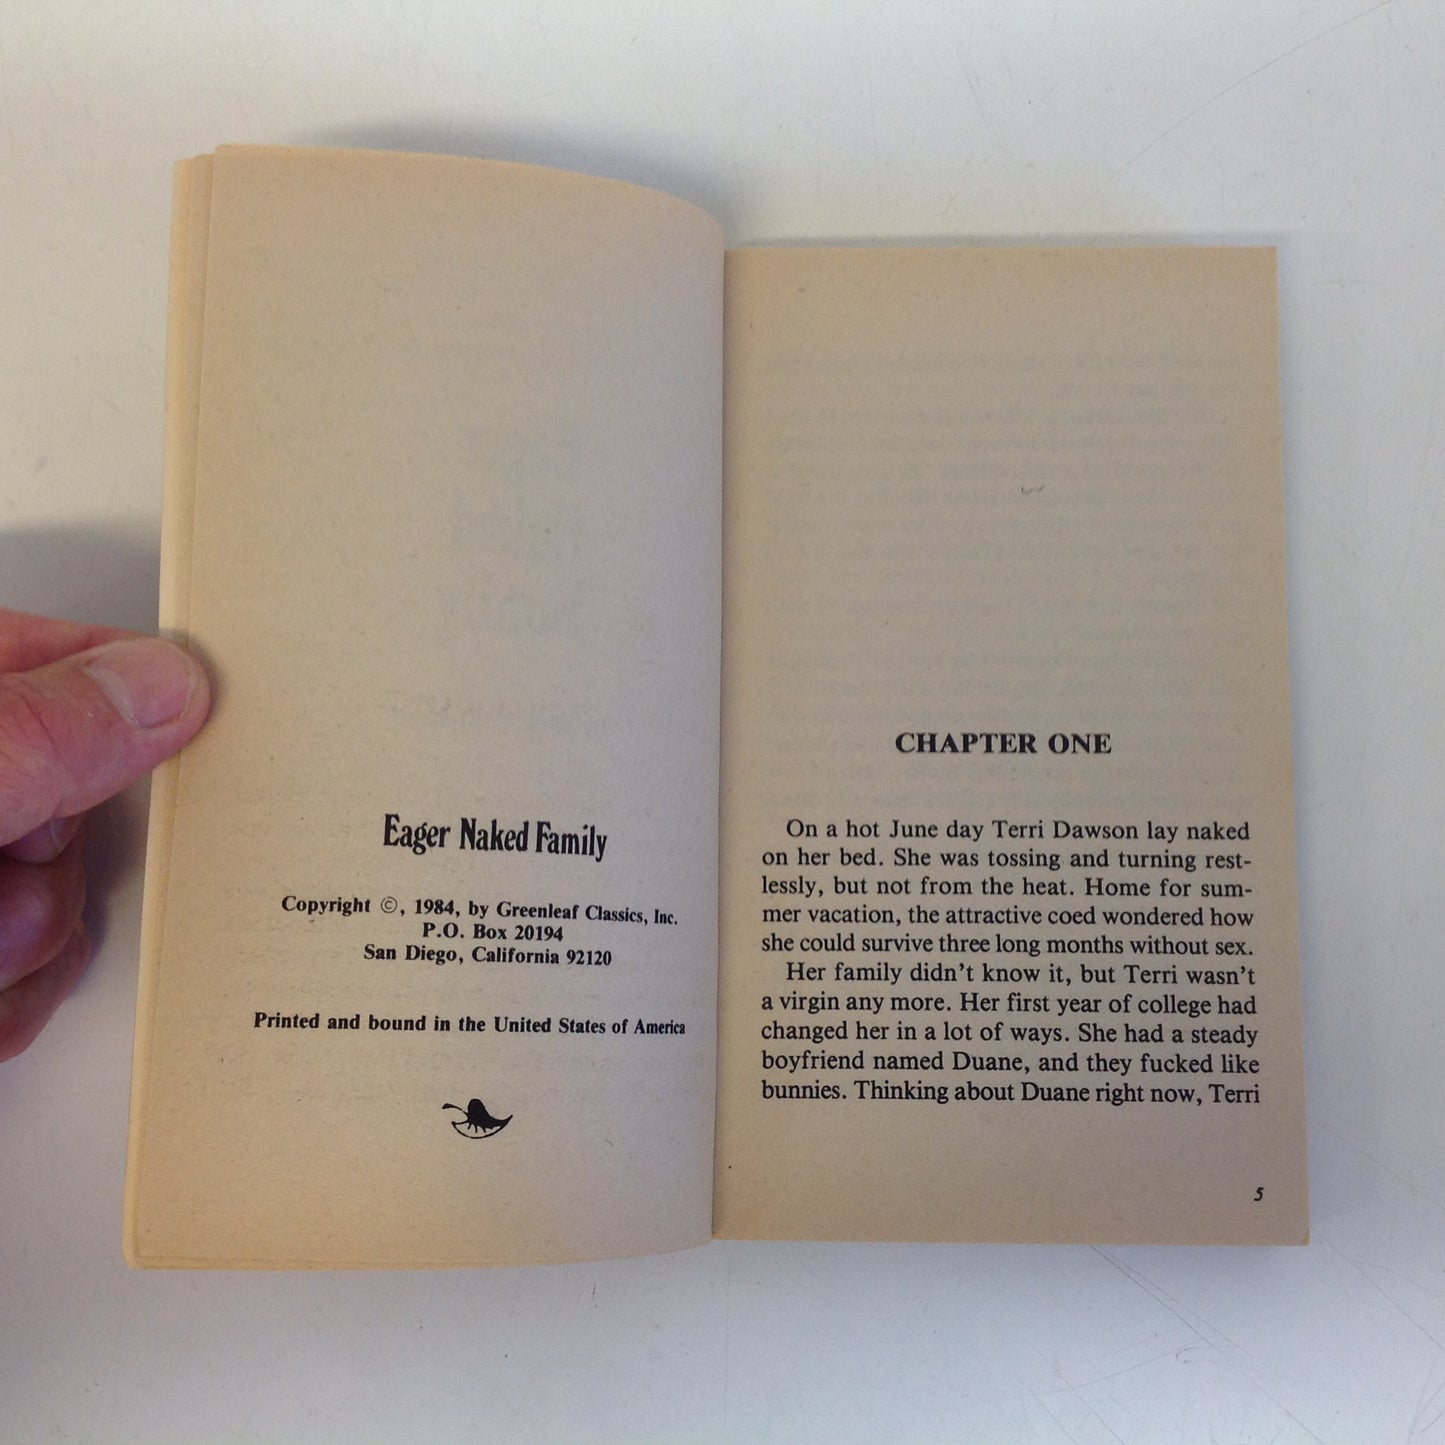 Eager Naked Family
Copyright ©, 1984, by Greenleaf Classics, Inc.
P.O. Box 20194
San Diego, California 92120
Printed and bound in the United States of America
CHAPTER ONE
On a hot June day Terri Dawson lay naked
on her bed. She was tossing and turning rest-
lessly, but not from the heat. Home for sum-
mer vacation, the attractive coed wondered how
she could survive three long months without sex.
Her family didn't know it, but Terri wasn't
a virgin any more. Her first year of college had
changed her in a lot of ways. She had a steady
boyfriend named Duane, and they fucked like
bunnies. Thinking about Duane right now, Terri
5